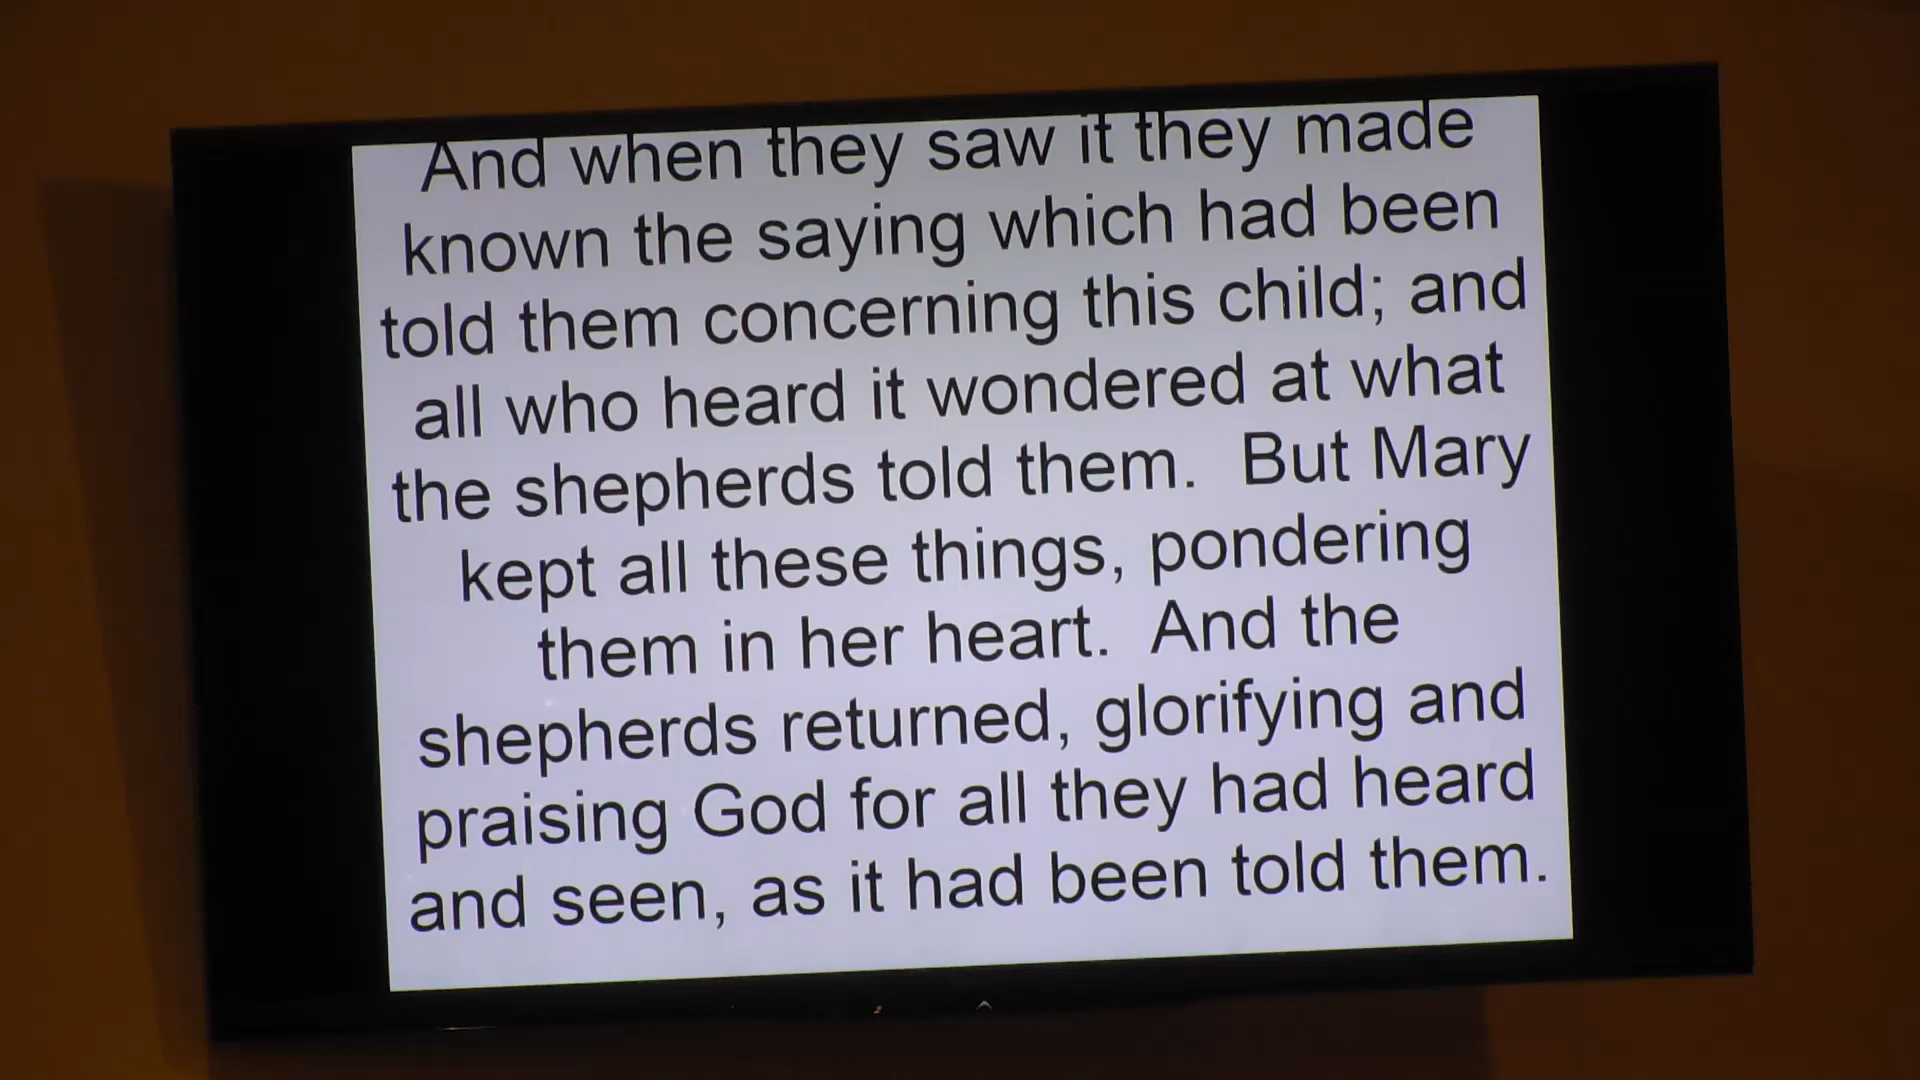 And when they saw it they made
known the saying which had been
told them concerning this child; and
all who heard it wondered at what
the shepherds told them.  But Mary
kept all these things, pondering
them in her heart.  And the
shepherds returned, glorifying and
praising God for all they had heard
and seen, as it had been told them.